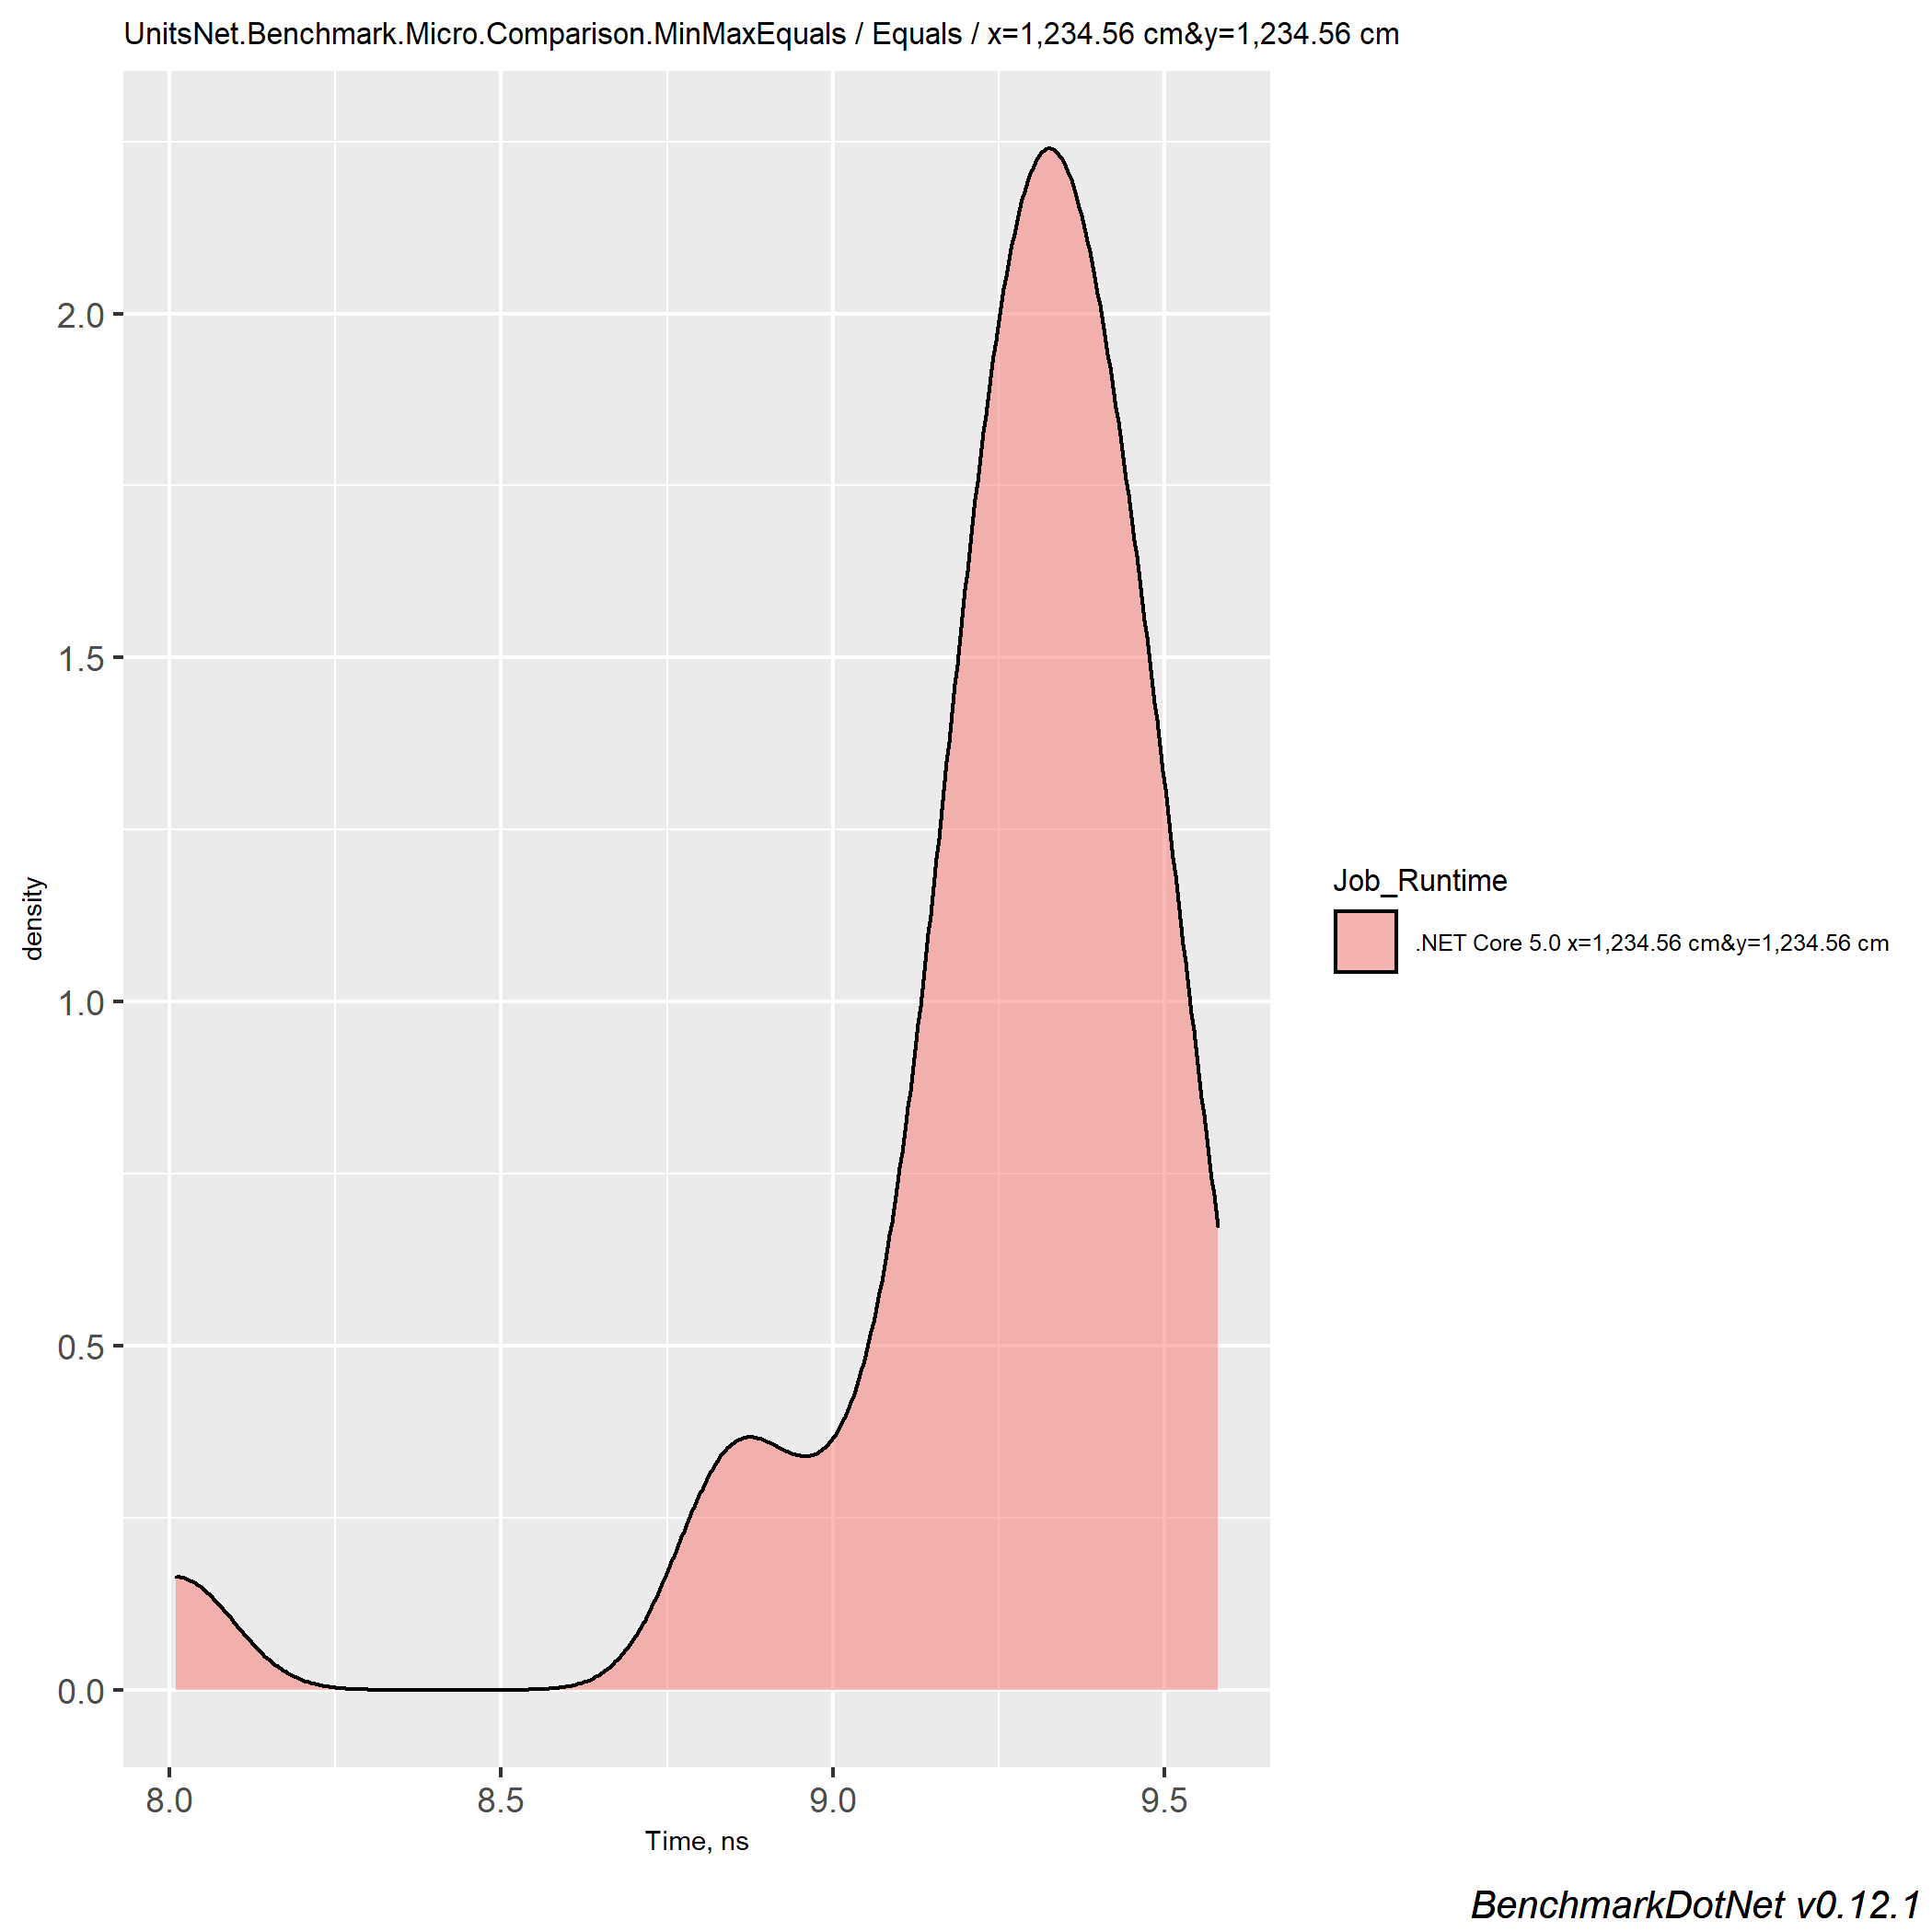 UnitsNet.Benchmark.Micro.Comparison.MinMaxEquals / Equals / x=1,234.56 cm&y=1,234.56 cm
density
2.0
1.5
1.0
0.5
0.0
8.0 8.5 9.0 9.5
Time, ns
Job_Runtime
.NET Core 5.0 x=1,234.56 cm&y=1,234.56 cm
BenchmarkDotNet v0.12.1